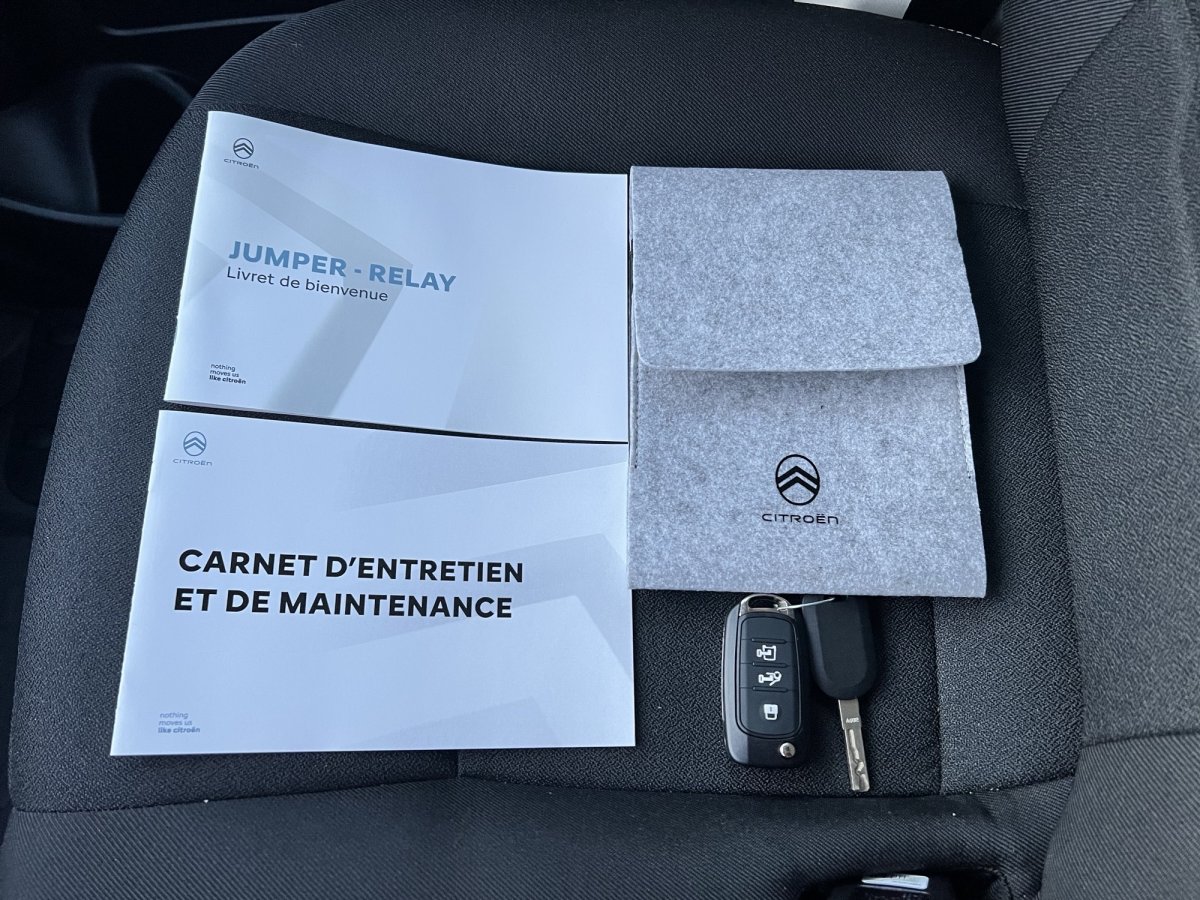 CITROËN
JUMPER - RELAY
Livret de bienvenue
nothing
moves us
like citroën
CITROËN
CARNET D'ENTRETIEN
ET DE MAINTENANCE
nothing
moves us
like citroën
CITROËN